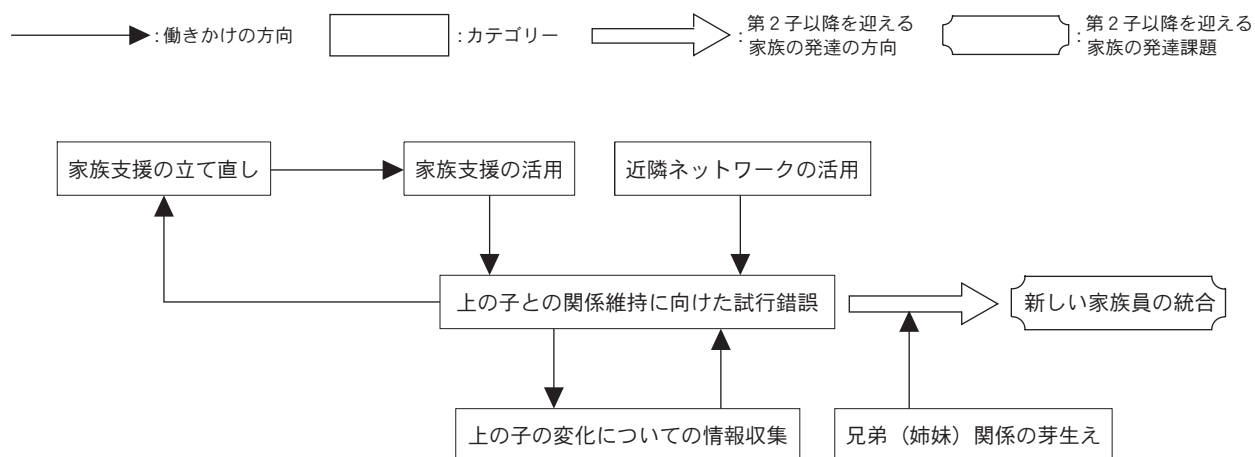 :働きかけの方向
:カテゴリー
:第2子以降を迎える
家族の発達の方向
:第2子以降を迎える
家族の発達課題
家族支援の立て直し
家族支援の活用
近隣ネットワークの活用
上の子との関係維持に向けた試行錯誤
新しい家族員の統合
上の子の変化についての情報収集
兄弟（姉妹）関係の芽生え